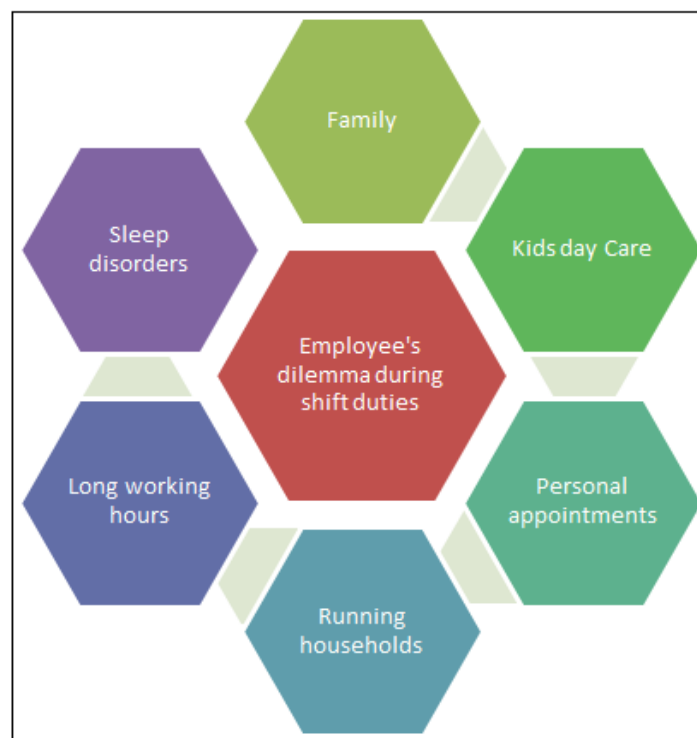 Family
Sleep
disorders
Kids day Care
Employee's
dilemma during
shift duties
Long working
hours
Personal
appointments
Running
households